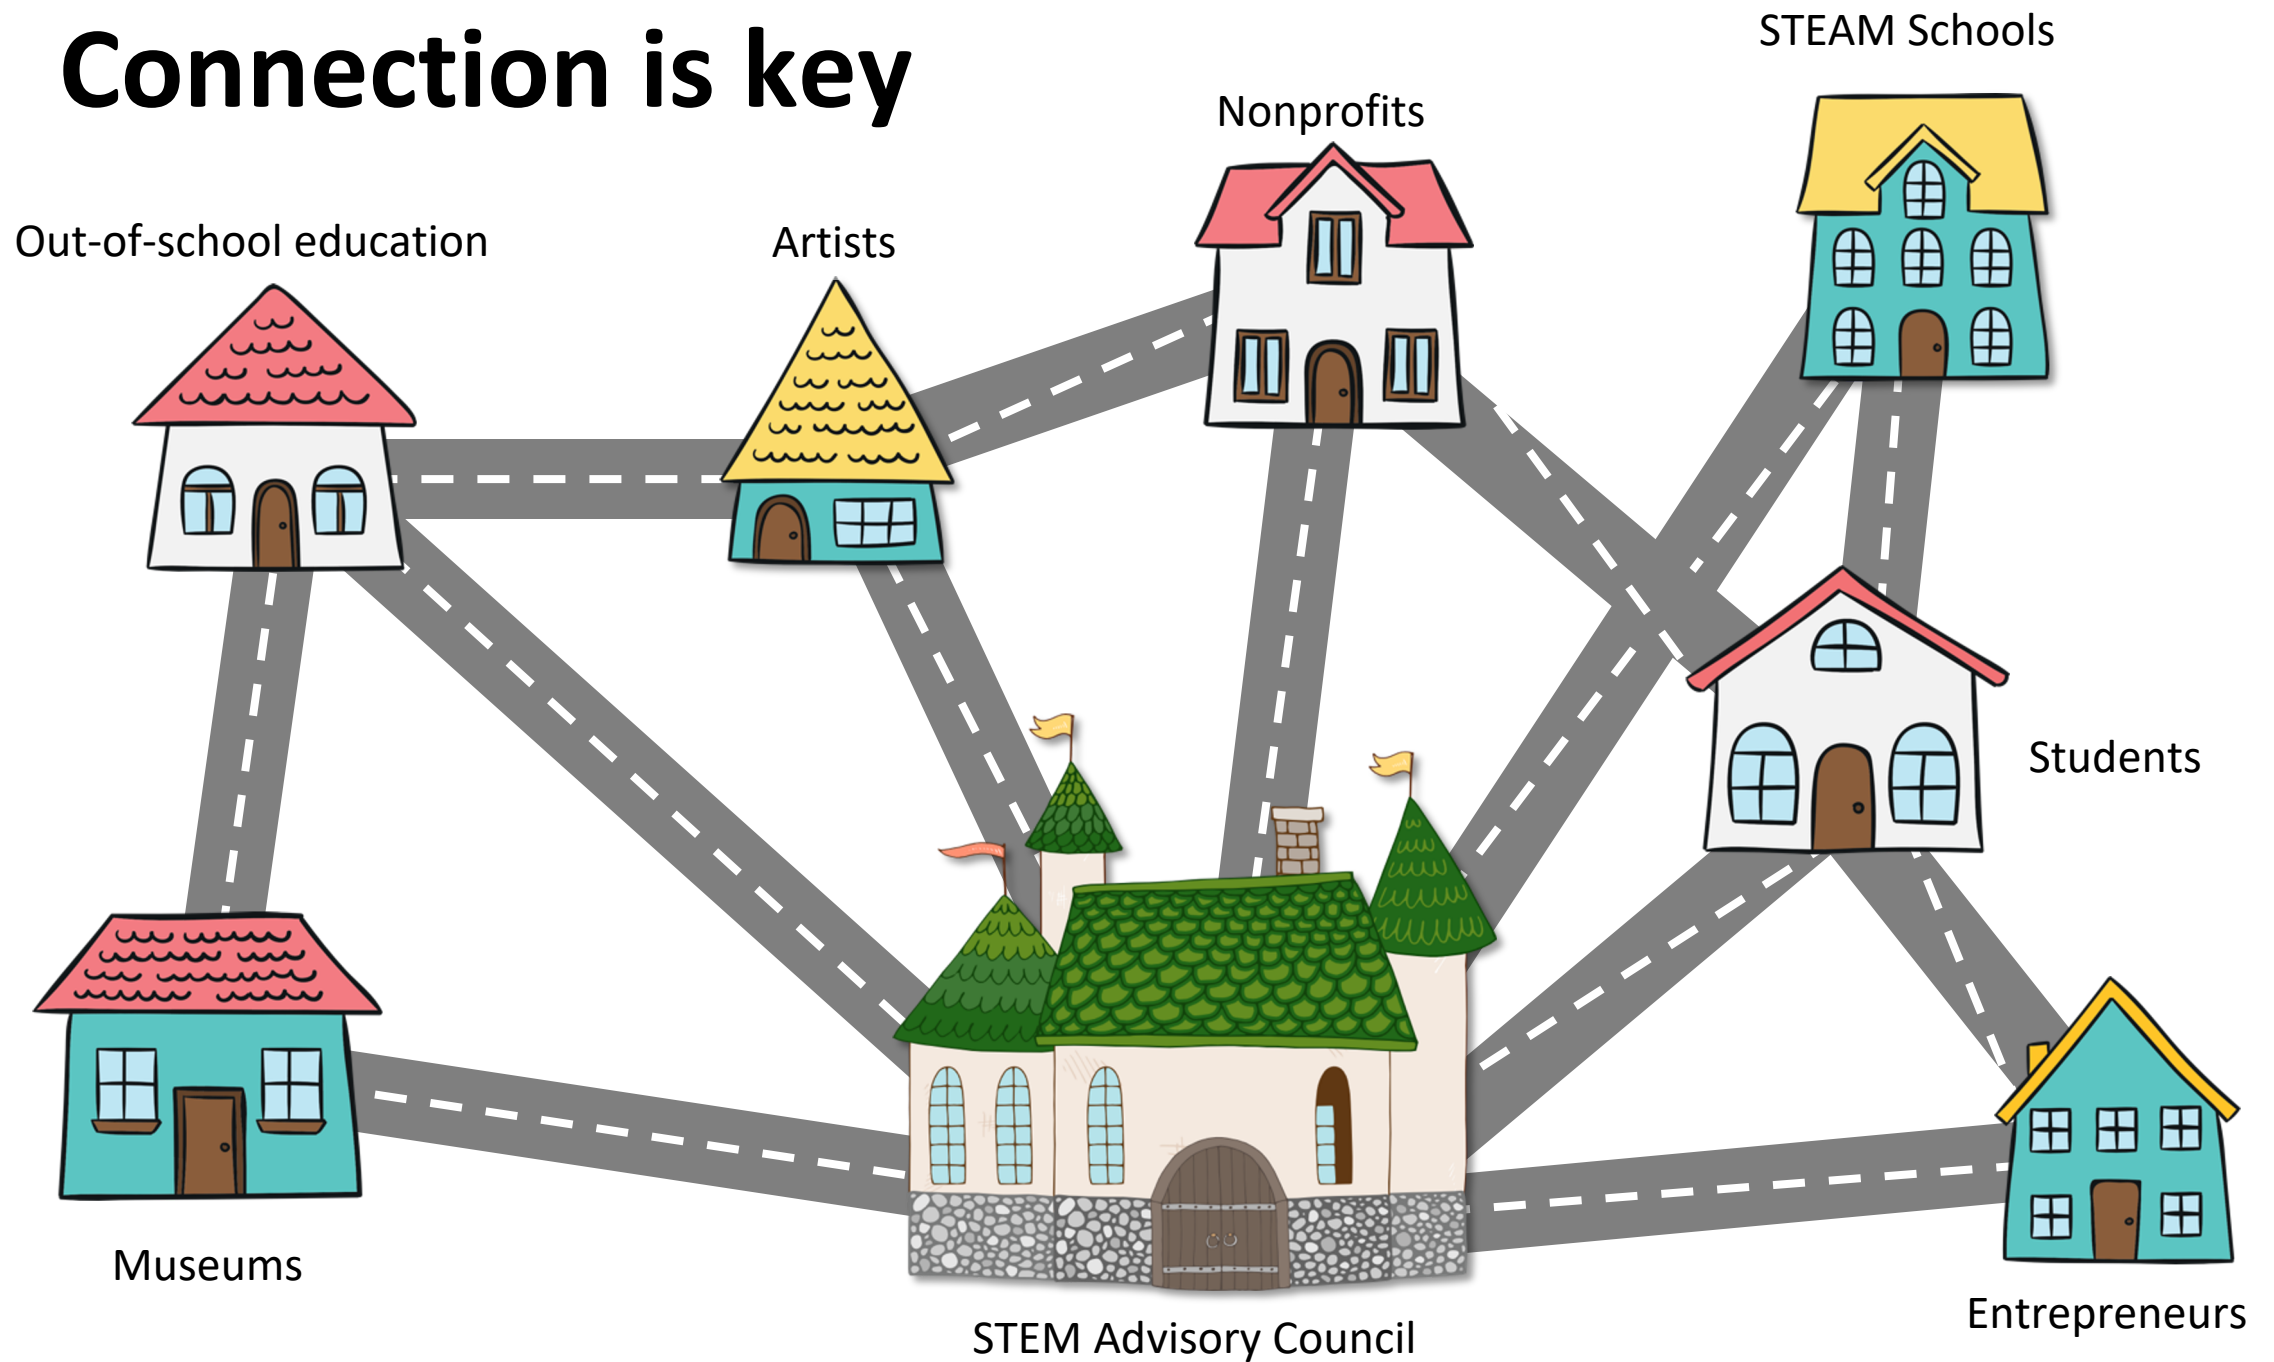 Connection is key
STEAM Schools
Nonprofits
Out-of-school education
Artists
Students
Museums
Entrepreneurs
STEM Advisory Council